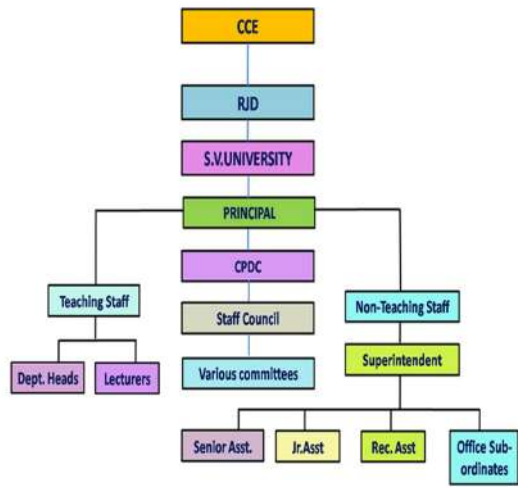 CCE
RJD
S.V.UNIVERSITY
PRINCIPAL
CPDC
Teaching Staff
Non-Teaching Staff
Staff Council
Superintendent
Dept. Heads
Lecturers
Various committees
Senior Asst.
Jr.Asst
Rec. Asst
Office Sub-
ordinates